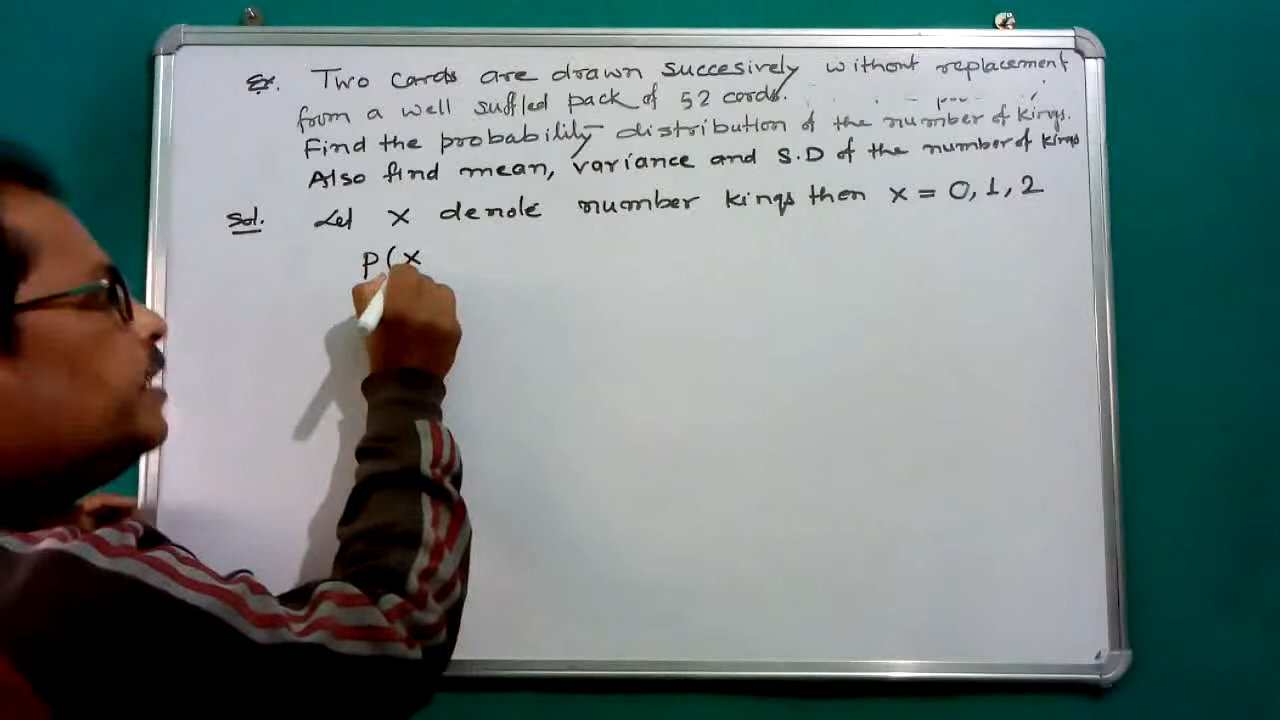 Ex. Two cards are drawn succesively without replacement
from a well suffled pack of 52 cards.
Find the probability distribution of the number of kings.
Also find mean, variance and S.D of the number of kings
Sol. Let x denote number kings then x = 0, 1, 2
P(x